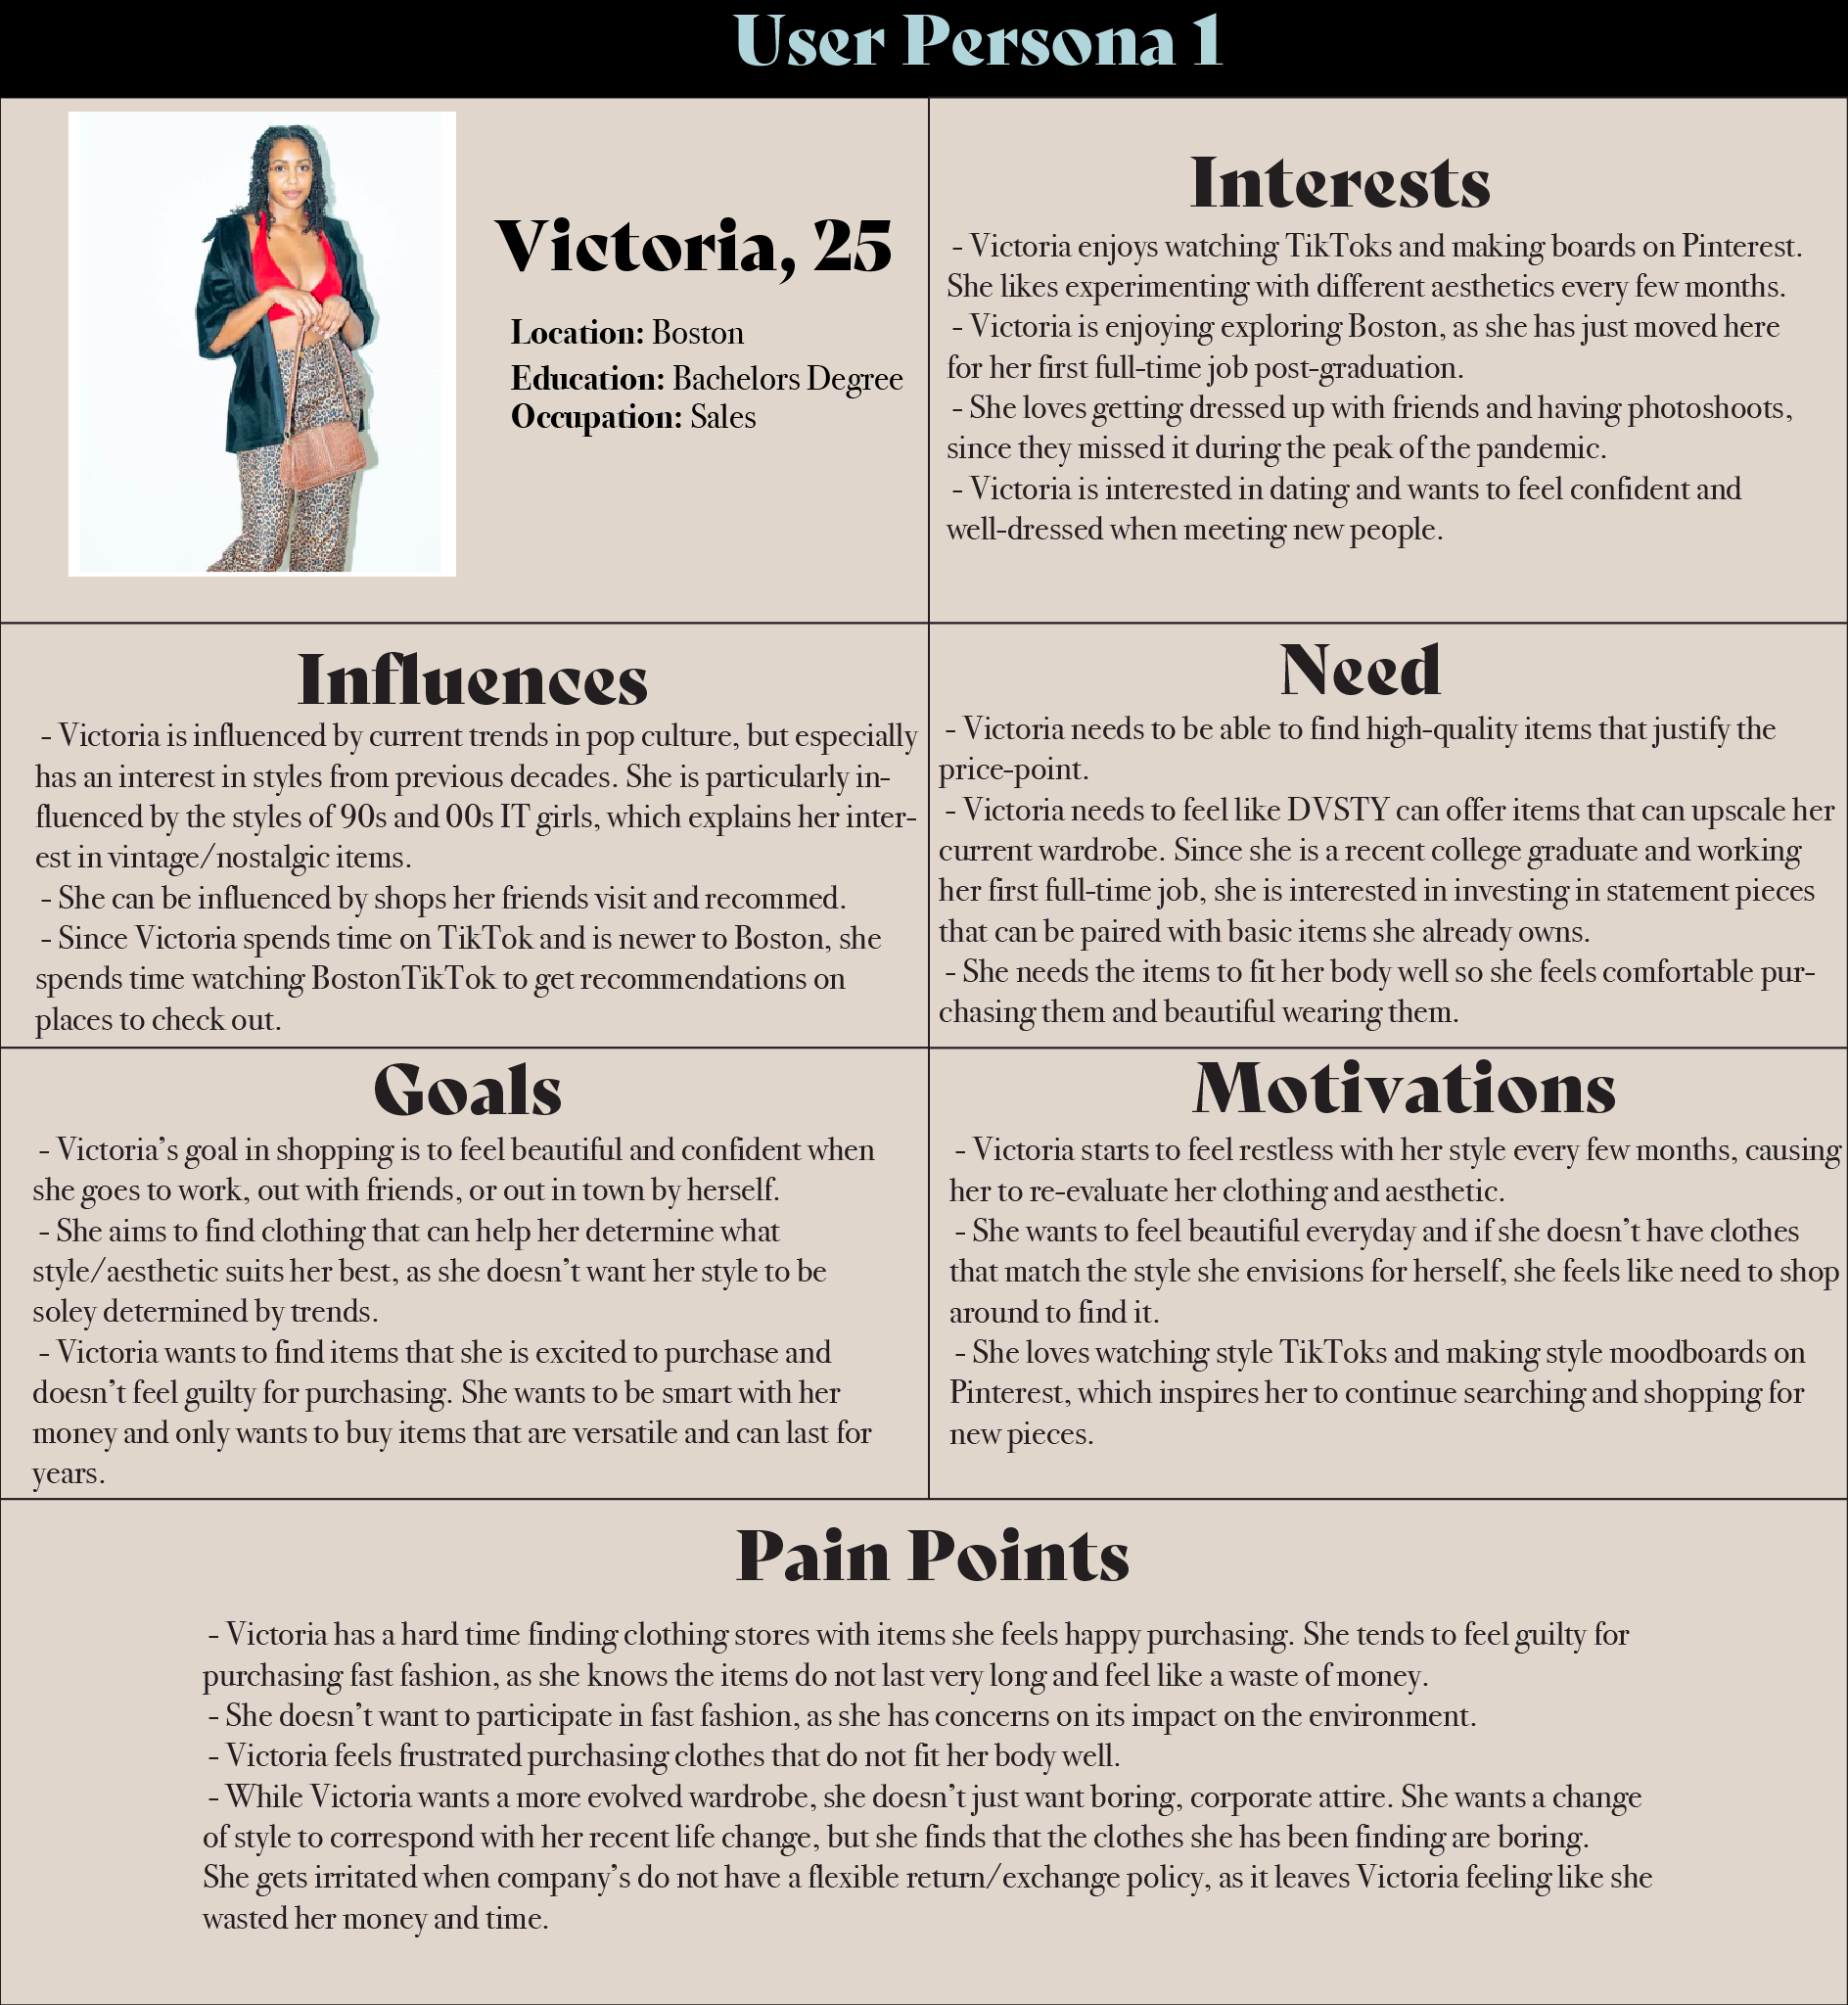 User Persona 1
Victoria, 25
Location: Boston
Education: Bachelors Degree
Occupation: Sales
Interests
- Victoria enjoys watching TikToks and making boards on Pinterest.
She likes experimenting with different aesthetics every few months.
- Victoria is enjoying exploring Boston, as she has just moved here
for her first full-time job post-graduation.
- She loves getting dressed up with friends and having photoshoots,
since they missed it during the peak of the pandemic.
- Victoria is interested in dating and wants to feel confident and
well-dressed when meeting new people.
Influences
- Victoria is influenced by current trends in pop culture, but especially
has an interest in styles from previous decades. She is particularly in-
fluenced by the styles of 90s and 00s IT girls, which explains her inter-
est in vintage/nostalgic items.
- She can be influenced by shops her friends visit and recommed.
- Since Victoria spends time on TikTok and is newer to Boston, she
spends time watching BostonTikTok to get recommendations on
places to check out.
Need
- Victoria needs to be able to find high-quality items that justify the
price-point.
- Victoria needs to feel like DVSTY can offer items that can upscale her
current wardrobe. Since she is a recent college graduate and working
her first full-time job, she is interested in investing in statement pieces
that can be paired with basic items she already owns.
- She needs the items to fit her body well so she feels comfortable pur-
chasing them and beautiful wearing them.
Goals
- Victoria's goal in shopping is to feel beautiful and confident when
she goes to work, out with friends, or out in town by herself.
- She aims to find clothing that can help her determine what
style/aesthetic suits her best, as she doesn't want her style to be
soley determined by trends.
- Victoria wants to find items that she is excited to purchase and
doesn't feel guilty for purchasing. She wants to be smart with her
money and only wants to buy items that are versatile and can last for
years.
Motivations
- Victoria starts to feel restless with her style every few months, causing
her to re-evaluate her clothing and aesthetic.
- She wants to feel beautiful everyday and if she doesn't have clothes
that match the style she envisions for herself, she feels like need to shop
around to find it.
- She loves watching style TikToks and making style moodboards on
Pinterest, which inspires her to continue searching and shopping for
new pieces.
Pain Points
- Victoria has a hard time finding clothing stores with items she feels happy purchasing. She tends to feel guilty for
purchasing fast fashion, as she knows the items do not last very long and feel like a waste of money.
- She doesn't want to participate in fast fashion, as she has concerns on its impact on the environment.
- Victoria feels frustrated purchasing clothes that do not fit her body well.
- While Victoria wants a more evolved wardrobe, she doesn't just want boring, corporate attire. She wants a change
of style to correspond with her recent life change, but she finds that the clothes she has been finding are boring.
She gets irritated when company's do not have a flexible return/exchange policy, as it leaves Victoria feeling like she
wasted her money and time.